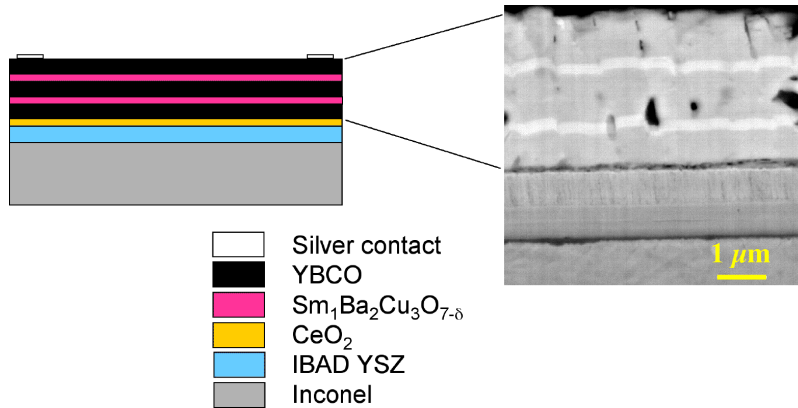 1 μm
Silver contact
YBCO
Sm₁Ba₂Cu₃O₇₋δ
CeO₂
IBAD YSZ
Inconel